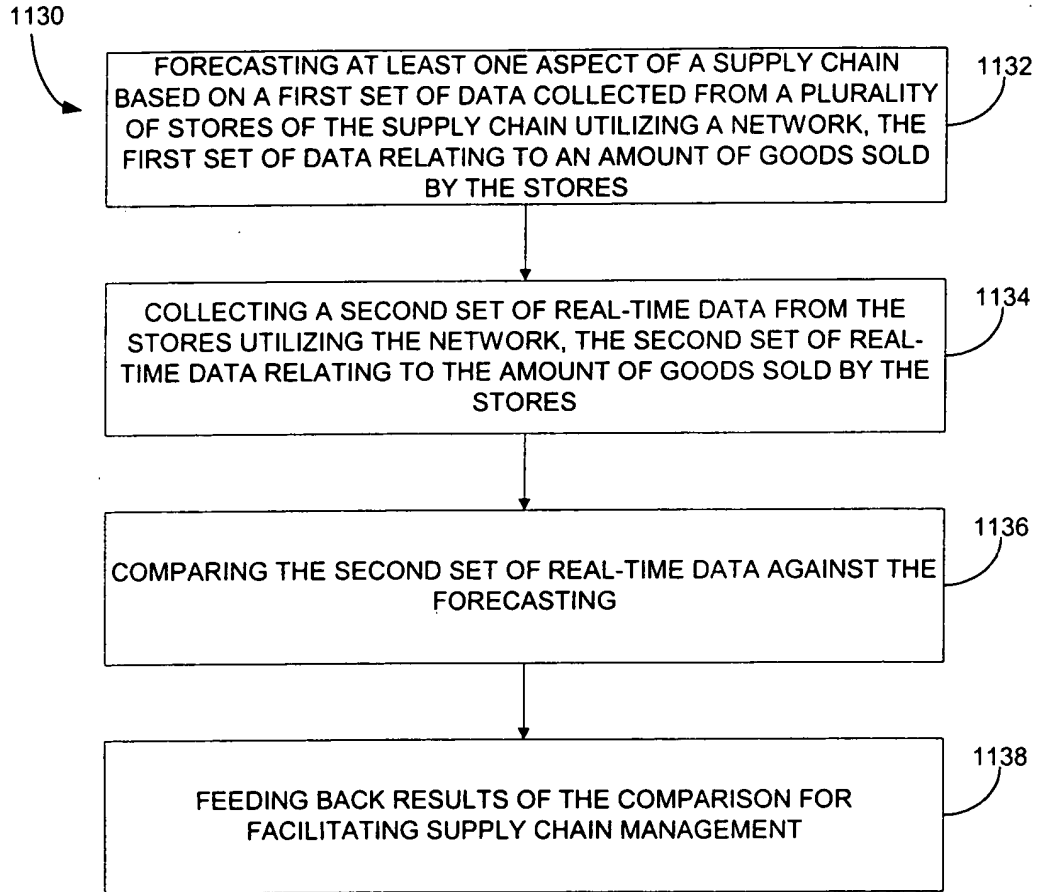 1130
FORECASTING AT LEAST ONE ASPECT OF A SUPPLY CHAIN
BASED ON A FIRST SET OF DATA COLLECTED FROM A PLURALITY
OF STORES OF THE SUPPLY CHAIN UTILIZING A NETWORK, THE
FIRST SET OF DATA RELATING TO AN AMOUNT OF GOODS SOLD
BY THE STORES
1132
COLLECTING A SECOND SET OF REAL-TIME DATA FROM THE
STORES UTILIZING THE NETWORK, THE SECOND SET OF REAL-
TIME DATA RELATING TO THE AMOUNT OF GOODS SOLD BY THE
STORES
1134
COMPARING THE SECOND SET OF REAL-TIME DATA AGAINST THE
FORECASTING
1136
FEEDING BACK RESULTS OF THE COMPARISON FOR
FACILITATING SUPPLY CHAIN MANAGEMENT
1138